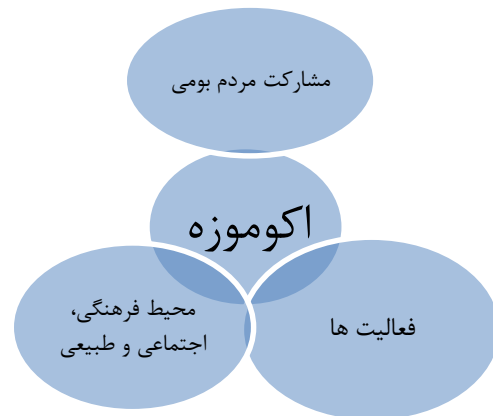 مشارکت مردم بومی
اکوموزه
محیط فرهنگی،
اجتماعی و طبیعی
فعالیت ها